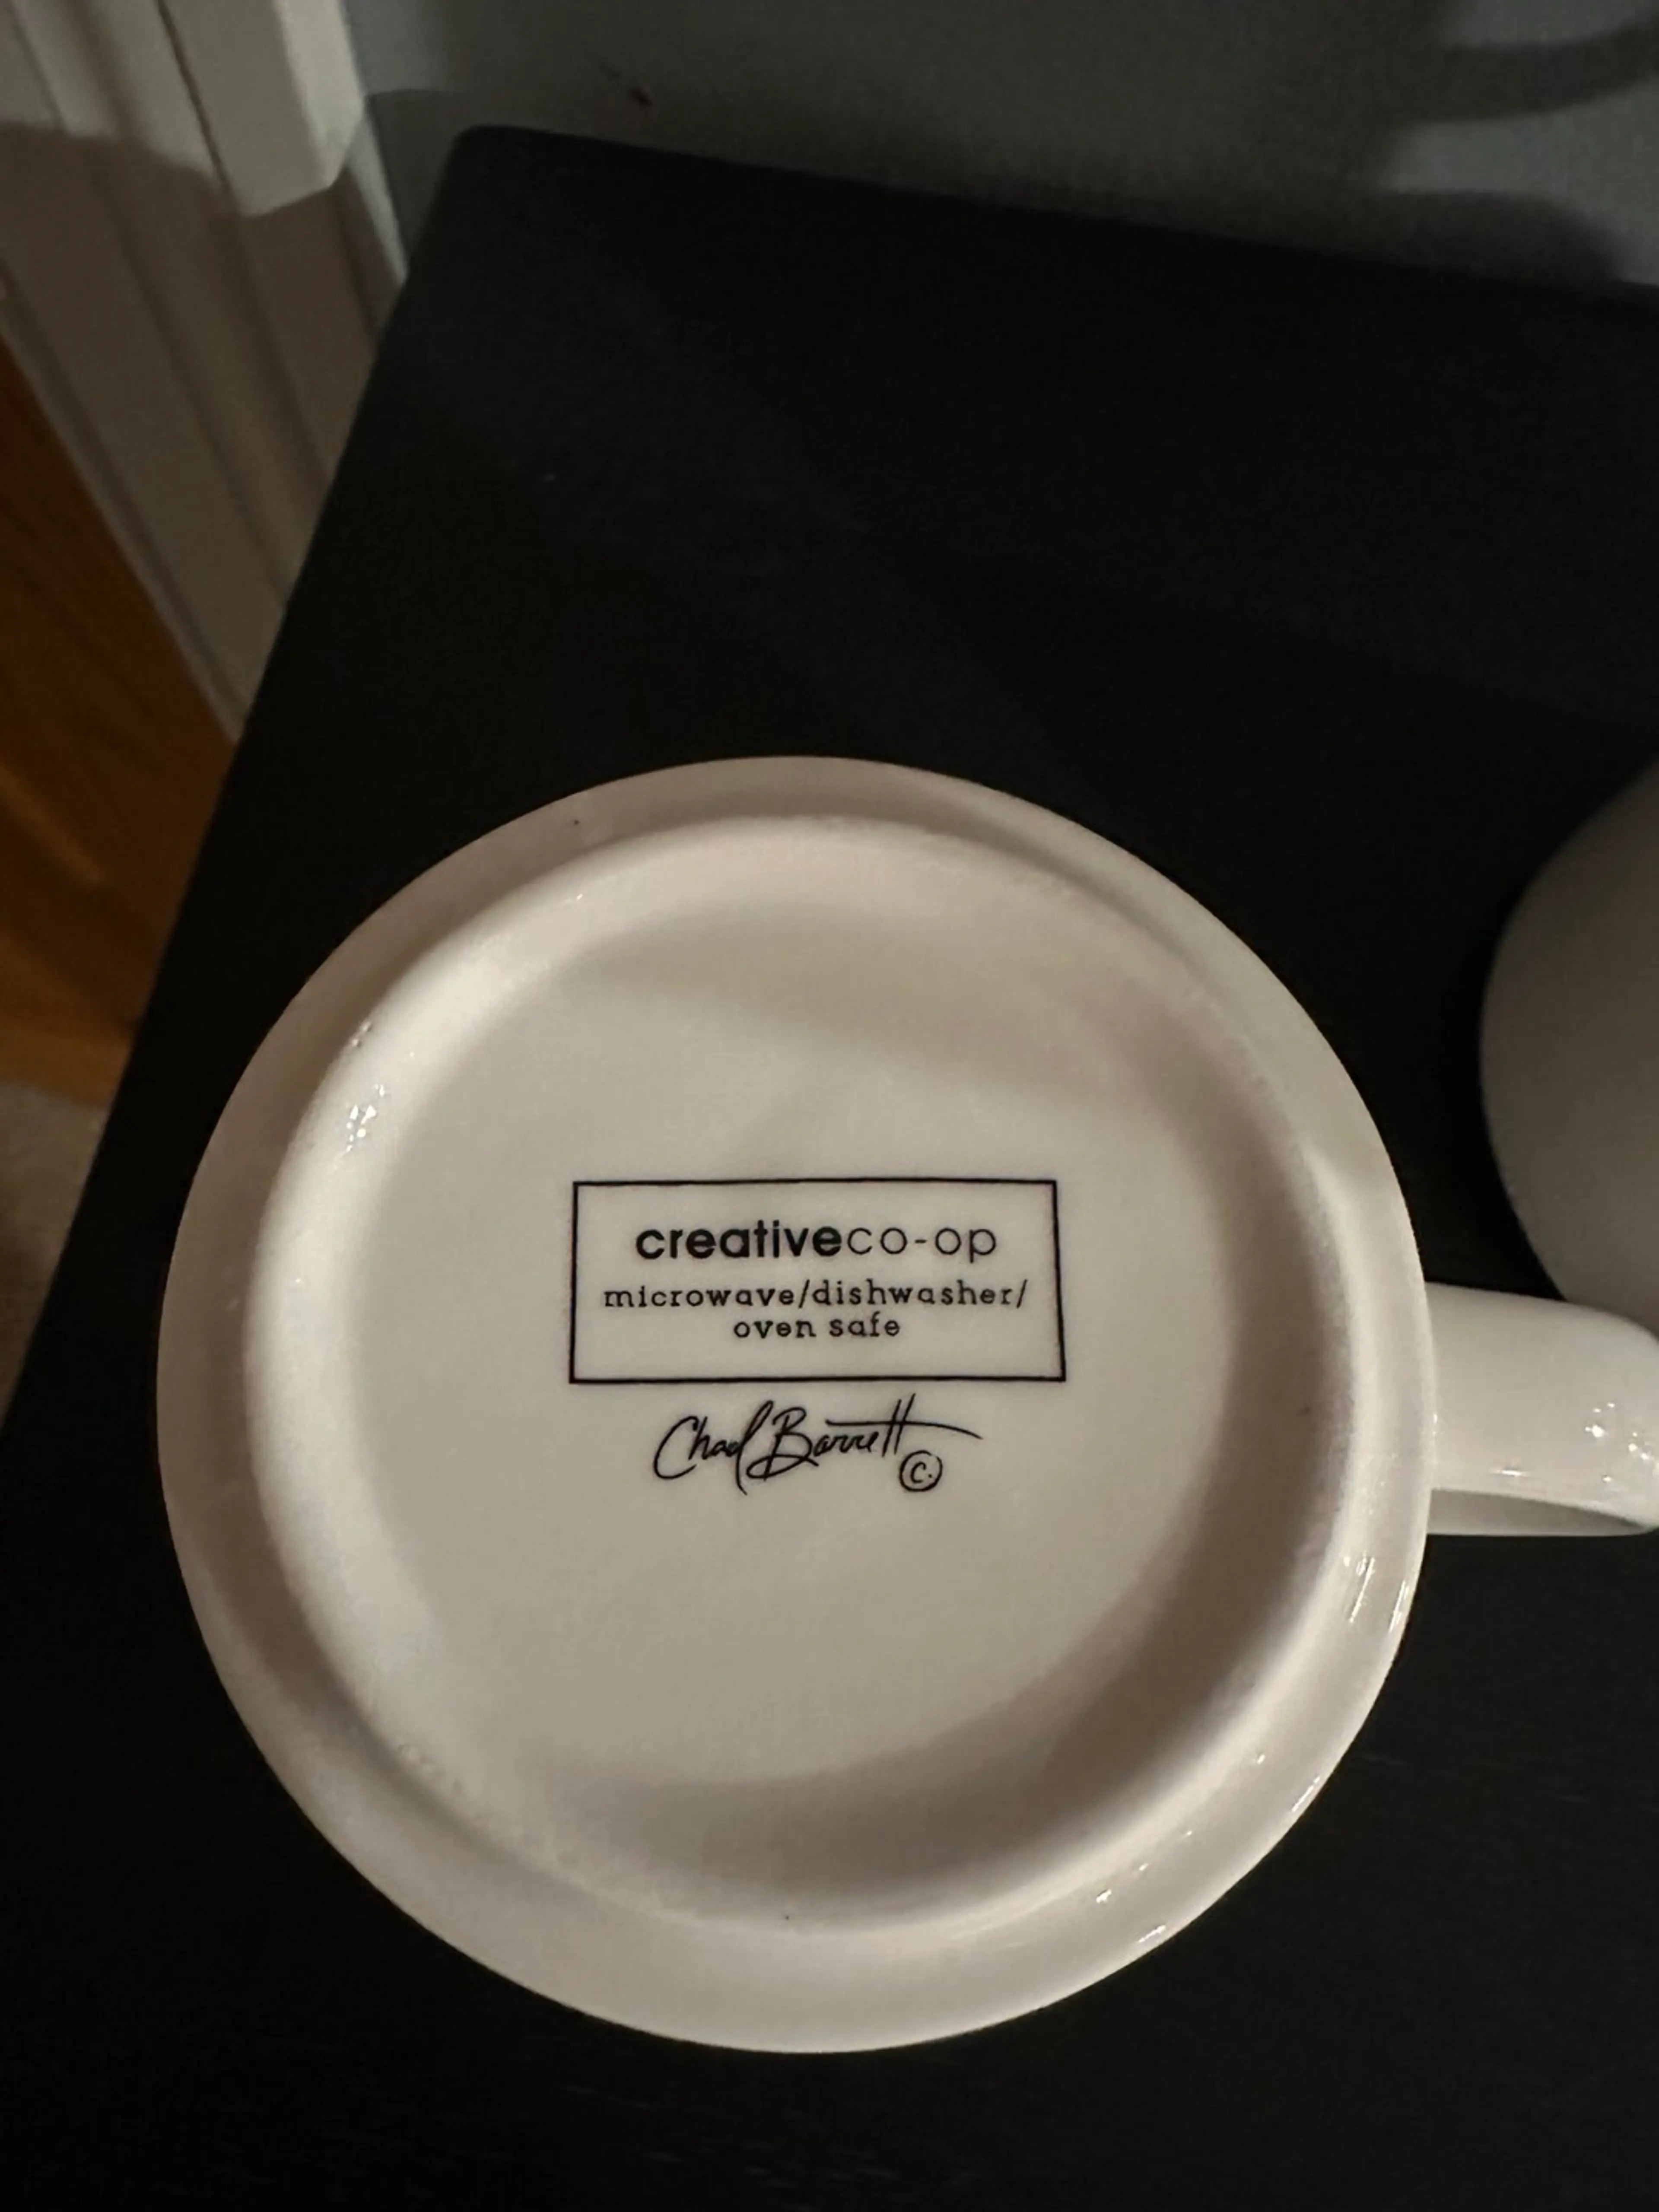 creativeco-op
microwave/dishwasher/
oven safe
Chad Barrett ©